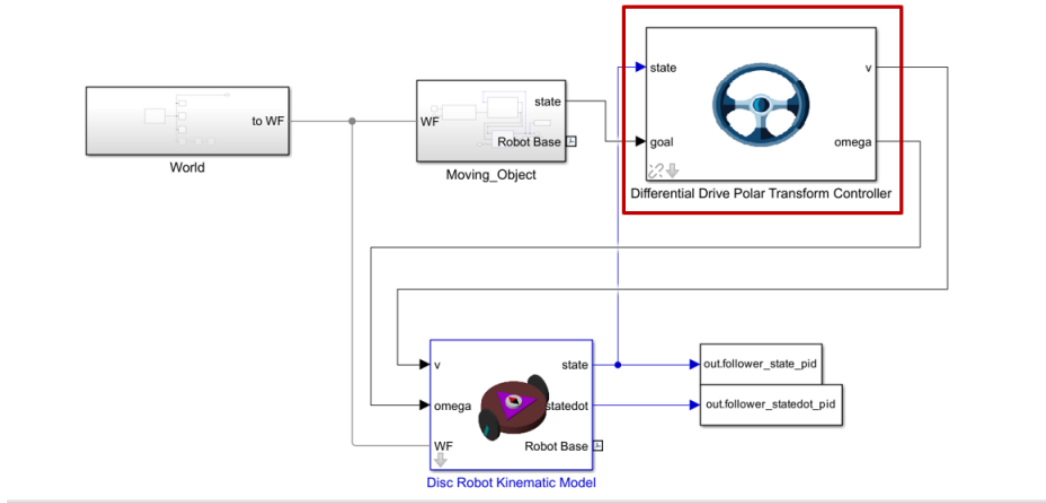 to WF
World
WF
state
Robot Base
Moving_Object
state
goal
v
omega
Differential Drive Polar Transform Controller
v
omega
WF
state
statedot
Robot Base
Disc Robot Kinematic Model
out.follower_state_pid
out.follower_statedot_pid